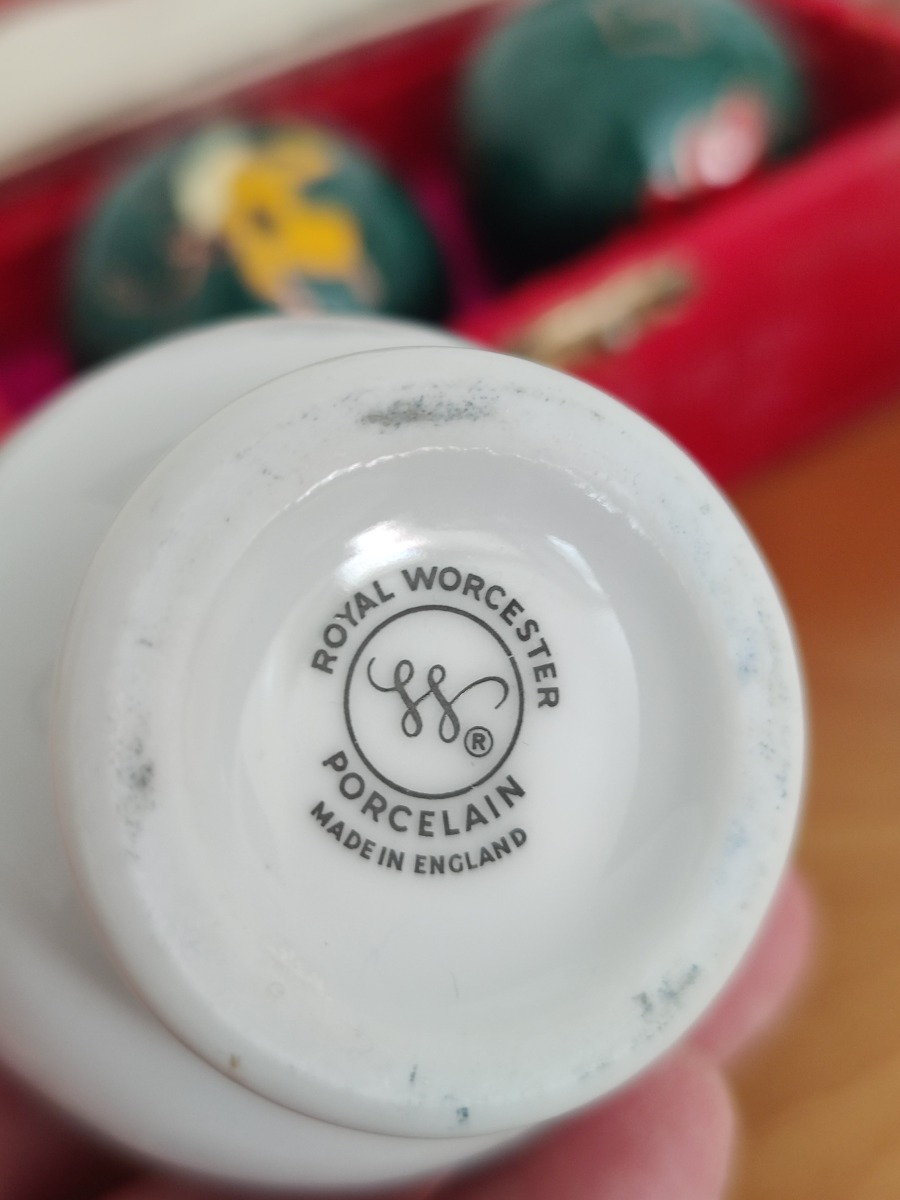 ROYAL WORCESTER
W
®
PORCELAIN
MADE IN ENGLAND